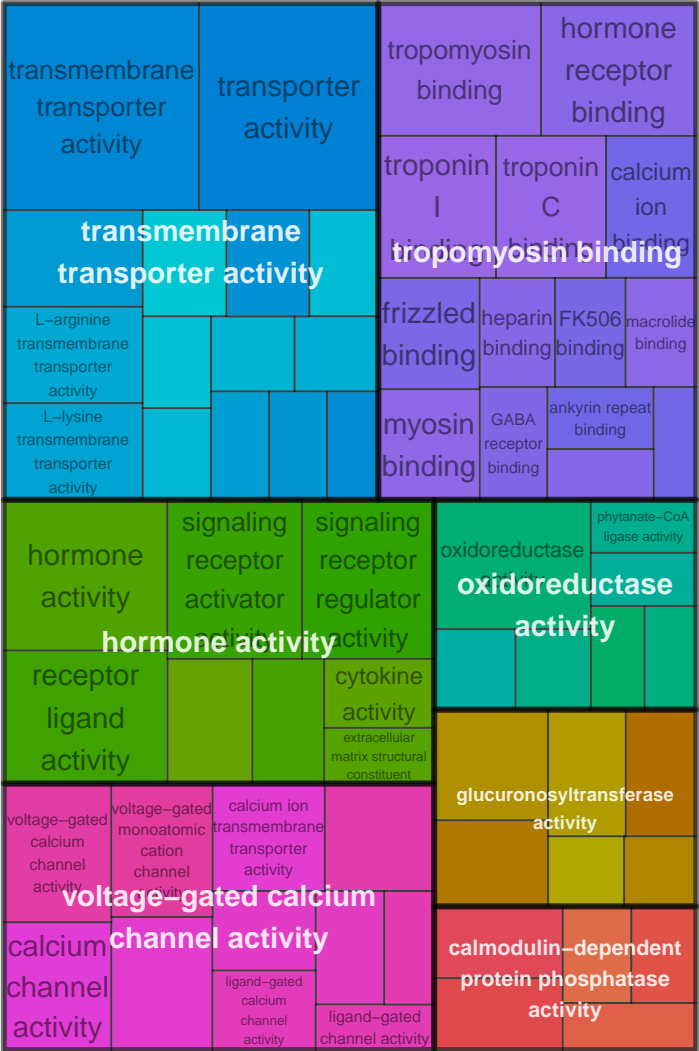 transmembrane
transporter
activity
transporter
activity
transmembrane
transporter activity
L−arginine
transmembrane
transporter
activity
L−lysine
transmembrane
transporter
activity
tropomyosin
binding
hormone
receptor
binding
troponin
I
binding
troponin
C
binding
calcium
ion
binding
tropomyosin binding
frizzled
binding
heparin
binding
FK506
binding
macrolide
binding
myosin
binding
GABA
receptor
binding
ankyrin repeat
binding
hormone
activity
signaling
receptor
activator
activity
signaling
receptor
regulator
activity
hormone activity
receptor
ligand
activity
cytokine
activity
extracellular
matrix structural
constituent
oxidoreductase
activity
phytanate−CoA
ligase activity
oxidoreductase
activity
glucuronosyltransferase
activity
voltage−gated
calcium
channel
activity
voltage−gated
monoatomic
cation
channel
activity
calcium ion
transmembrane
transporter
activity
voltage−gated calcium
channel activity
calcium
channel
activity
ligand−gated
calcium
channel
activity
ligand−gated
channel activity
calmodulin−dependent
protein phosphatase
activity